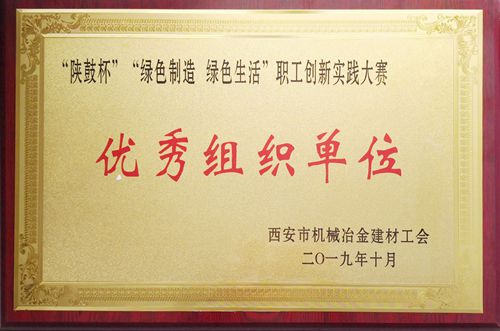 “陕鼓杯”“绿色制造 绿色生活”职工创新实践大赛
优秀组织单位
西安市机械冶金建材工会
二〇一九年十月